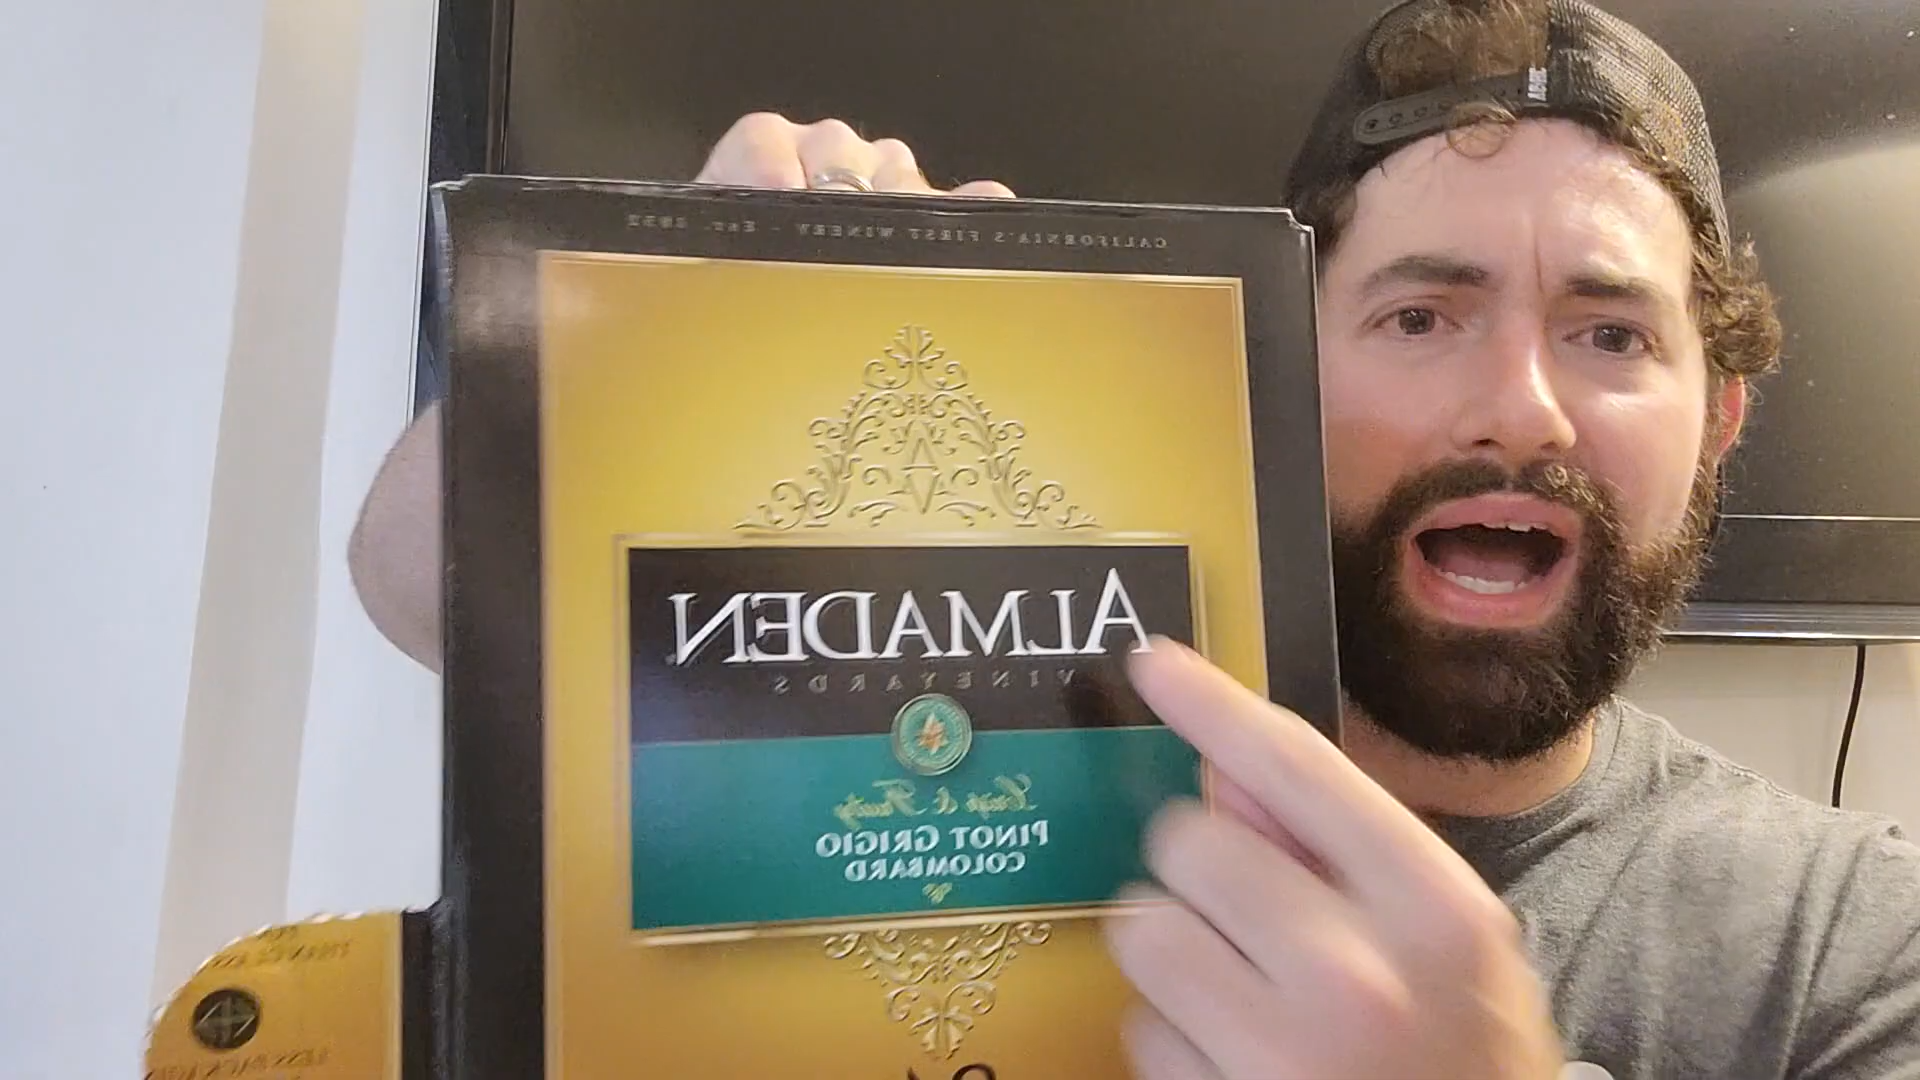 CALIFORNIA'S FIRST WINERY - EST. 1852
ALMADEN
VINEYARDS
Crisp & Fruity
PINOT GRIGIO
COLOMBARD